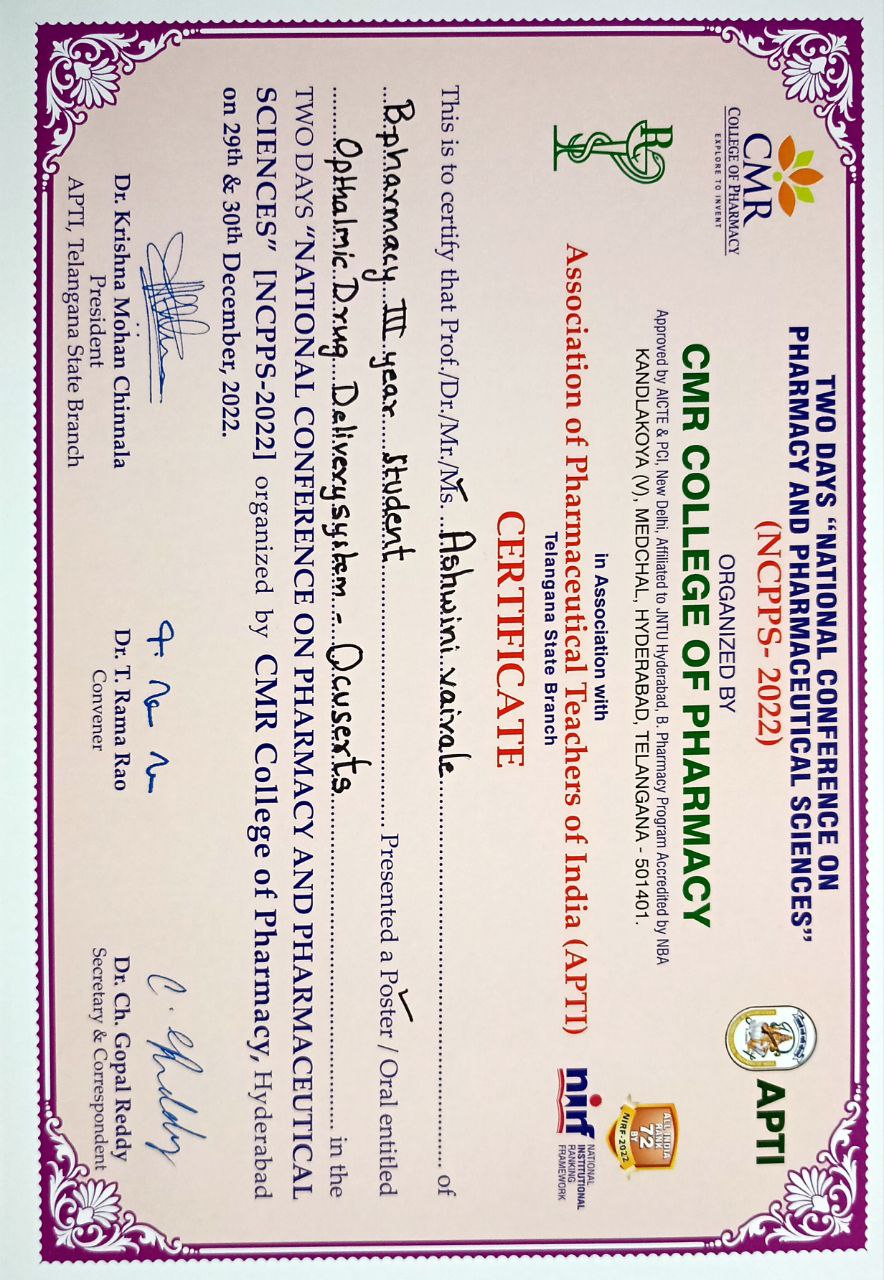 TWO DAYS “NATIONAL CONFERENCE ON
PHARMACY AND PHARMACEUTICAL SCIENCES”
(NCPPS- 2022)
CMR
COLLEGE OF PHARMACY
EXPLORE TO INVENT
APTI
ORGANIZED BY
CMR COLLEGE OF PHARMACY
Approved by AICTE & PCI, New Delhi, Affiliated to JNTU Hyderabad, B. Pharmacy Program Accredited by NBA
KANDLAKOYA (V), MEDCHAL, HYDERABAD, TELANGANA - 501401.
R
ALL INDIA
RANK
72
BY
NIRF-2022
in Association with
Association of Pharmaceutical Teachers of India (APTI)
Telangana State Branch
nirf
NATIONAL
INSTITUTIONAL
RANKING
FRAMEWORK
CERTIFICATE
This is to certify that Prof./Dr./Mr./Ms. Ashwini vaivale of
B-pharmacy III year student Presented a Poster / Oral entitled
Opthalmic Drug Delivery system - Ocuserts in the
TWO DAYS “NATIONAL CONFERENCE ON PHARMACY AND PHARMACEUTICAL
SCIENCES” [NCPPS-2022] organized by CMR College of Pharmacy, Hyderabad
on 29th & 30th December, 2022.
C. G Reddy
Dr. Krishna Mohan Chinnala
President
APTI, Telangana State Branch
Dr. T. Rama Rao
Convener
Dr. Ch. Gopal Reddy
Secretary & Correspondent